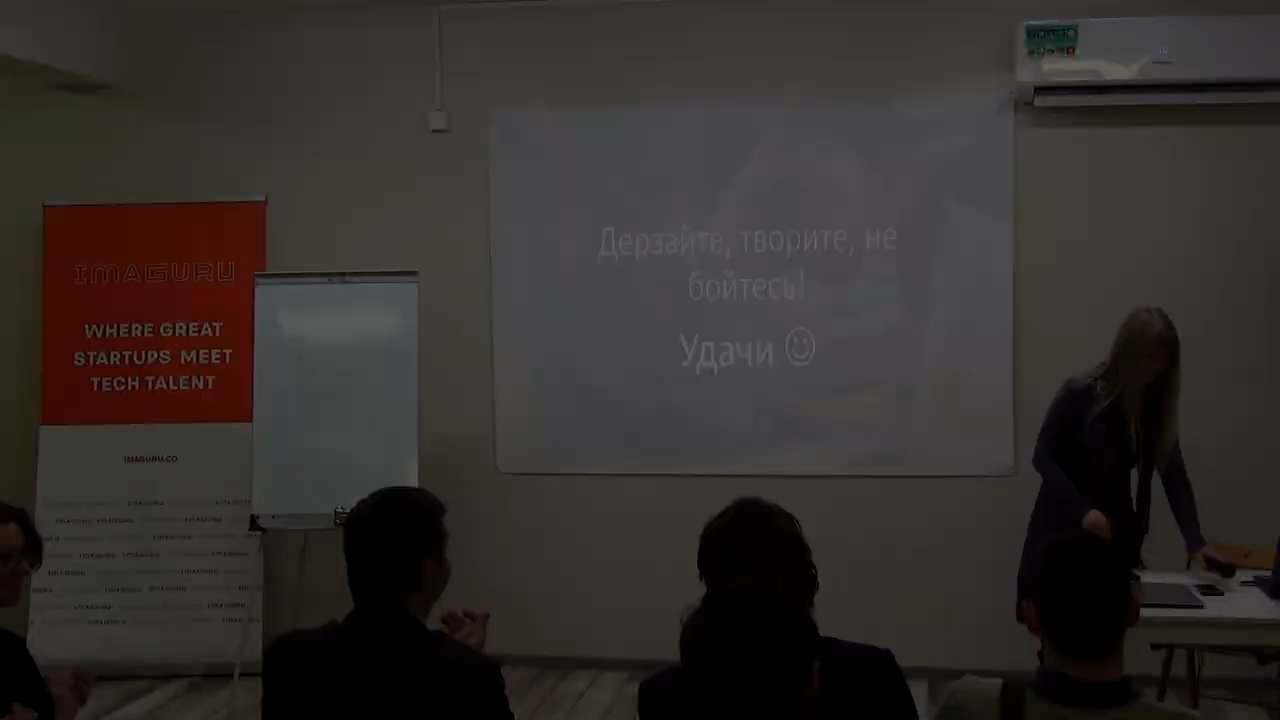 IMAGURU
WHERE GREAT
STARTUPS MEET
TECH TALENT
IMAGURU.CO
Дерзайте, творите, не
бойтесь!
Удачи ☺